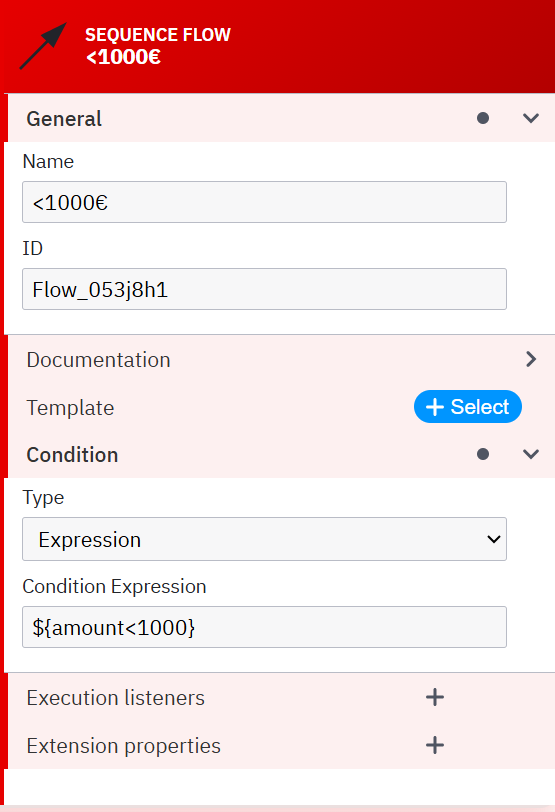 SEQUENCE FLOW
<1000€
General
Name
<1000€
ID
Flow_053j8h1
Documentation
Template
+ Select
Condition
Type
Expression
Condition Expression
${amount<1000}
Execution listeners
Extension properties